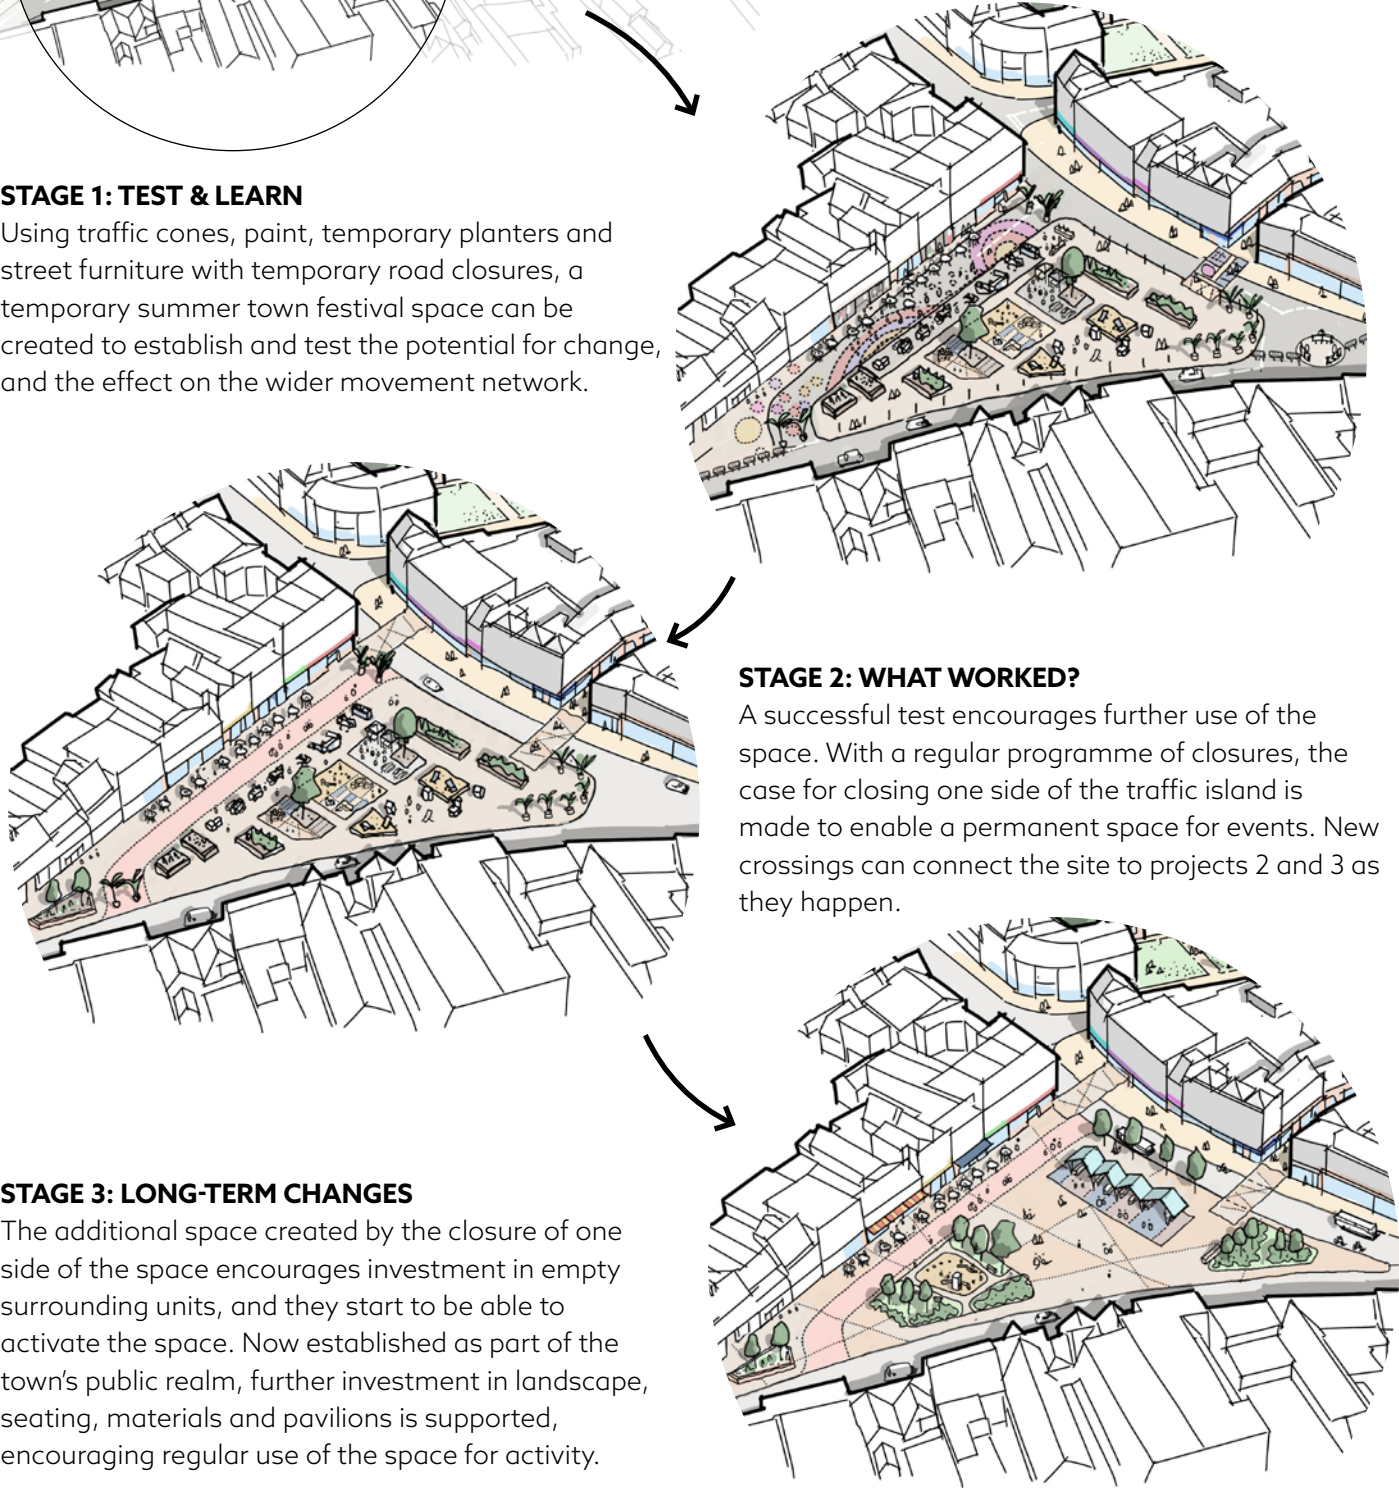 STAGE 1: TEST & LEARN
Using traffic cones, paint, temporary planters and
street furniture with temporary road closures, a
temporary summer town festival space can be
created to establish and test the potential for change,
and the effect on the wider movement network.
STAGE 2: WHAT WORKED?
A successful test encourages further use of the
space. With a regular programme of closures, the
case for closing one side of the traffic island is
made to enable a permanent space for events. New
crossings can connect the site to projects 2 and 3 as
they happen.
STAGE 3: LONG-TERM CHANGES
The additional space created by the closure of one
side of the space encourages investment in empty
surrounding units, and they start to be able to
activate the space. Now established as part of the
town’s public realm, further investment in landscape,
seating, materials and pavilions is supported,
encouraging regular use of the space for activity.